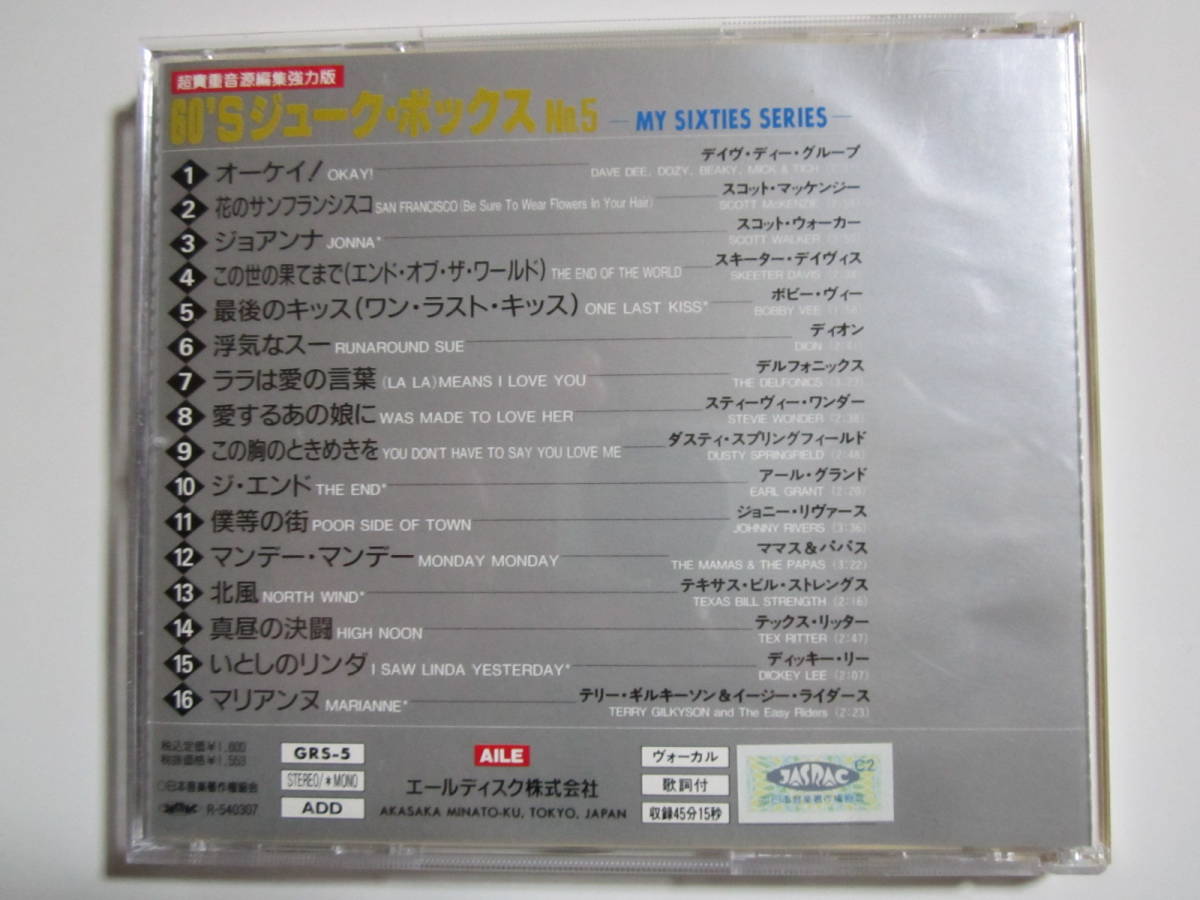 超貴重音源編集強力版
60'S ジューク・ボックス No.5 — MY SIXTIES SERIES —
1 オーケイ! OKAY! デイヴ・ディー・グループ
DAVE DEE, DOZY, BEAKY, MICK & TICH
2 花のサンフランシスコ SAN FRANCISCO (Be Sure To Wear Flowers In Your Hair) スコット・マッケンジー
SCOTT McKENZIE
3 ジョアンナ JONNA* スコット・ウォーカー
SCOTT WALKER
4 この世の果てまで(エンド・オブ・ザ・ワールド) THE END OF THE WORLD スキーター・デイヴィス
SKEETER DAVIS (2:38)
5 最後のキッス(ワン・ラスト・キッス) ONE LAST KISS* ボビー・ヴィー
BOBBY VEE
6 浮気なスー RUNAROUND SUE ディオン
DION
7 ララは愛の言葉 (LA LA) MEANS I LOVE YOU デルフォニックス
THE DELFONICS (3:23)
8 愛するあの娘に WAS MADE TO LOVE HER スティーヴィー・ワンダー
STEVIE WONDER (2:38)
9 この胸のときめきを YOU DON'T HAVE TO SAY YOU LOVE ME ダスティ・スプリングフィールド
DUSTY SPRINGFIELD (2:48)
10 ジ・エンド THE END* アール・グランド
EARL GRANT (2:20)
11 僕等の街 POOR SIDE OF TOWN ジョニー・リヴァース
JOHNNY RIVERS (3:36)
12 マンデー・マンデー MONDAY MONDAY ママス&パパス
THE MAMAS & THE PAPAS (3:22)
13 北風 NORTH WIND* テキサス・ビル・ストレングス
TEXAS BILL STRENGTH (2:16)
14 真昼の決闘 HIGH NOON テックス・リッター
TEX RITTER (2:47)
15 いとしのリンダ I SAW LINDA YESTERDAY* ディッキー・リー
DICKEY LEE (2:07)
16 マリアンヌ MARIANNE* テリー・ギルキーソン&イージー・ライダース
TERRY GILKYSON and The Easy Riders (2:23)
税込定価¥1,600
税抜価格¥1,553
日本音楽著作権協会
JASRAC R-540307
GRS-5
STEREO/*MONO
ADD
AILE
エールディスク株式会社
AKASAKA MINATO-KU, TOKYO, JAPAN
ヴォーカル
歌詞付
収録45分15秒
C2
JASRAC
日本音楽著作権協会